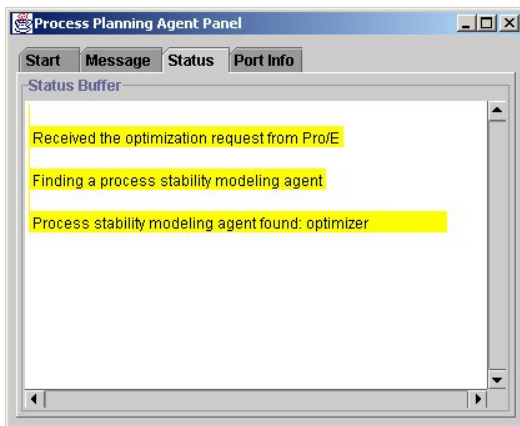 Process Planning Agent Panel
Start Message Status Port Info
Status Buffer
Received the optimization request from Pro/E
Finding a process stability modeling agent
Process stability modeling agent found: optimizer